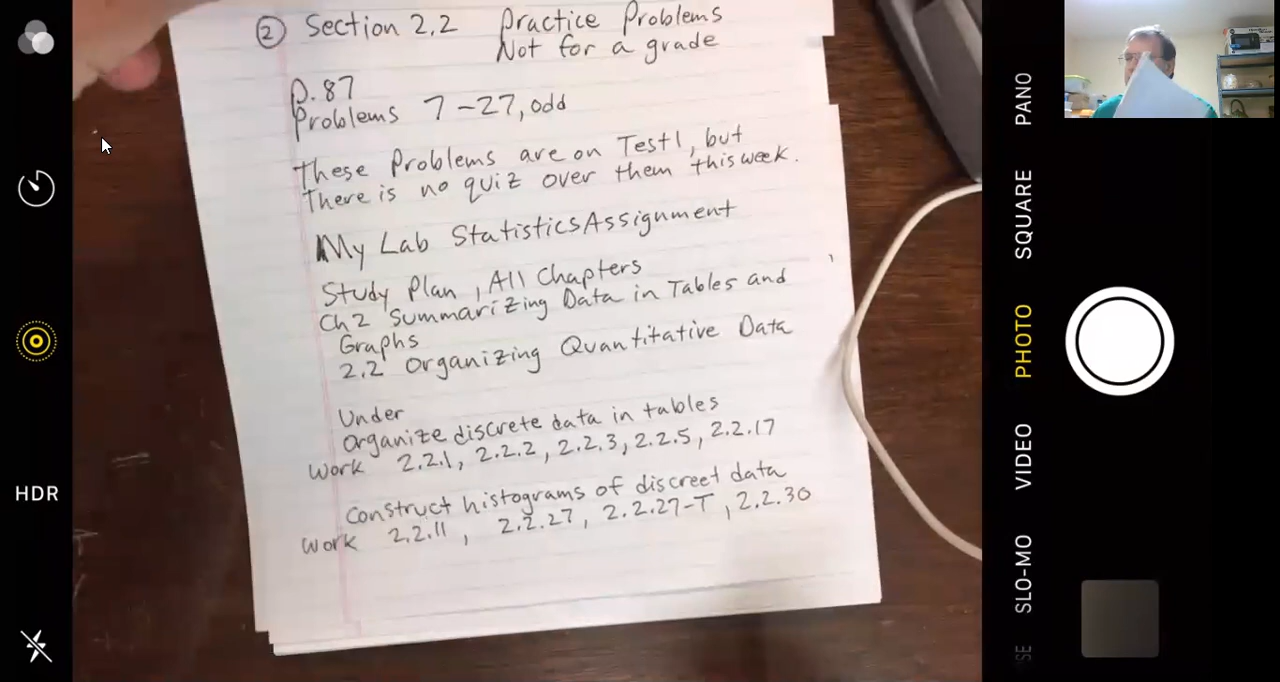 ② Section 2.2 Practice Problems
Not for a grade
P.87
Problems 7-27, odd
These Problems are on Test 1, but
There is no quiz over them this week.
My Lab Statistics Assignment
Study Plan, All Chapters
Ch 2 Summarizing Data in Tables and
Graphs
2.2 Organizing Quantitative Data
Under
Organize discrete data in tables
Work 2.2.1, 2.2.2, 2.2.3, 2.2.5, 2.2.17
Construct histograms of discreet data
Work 2.2.11, 2.2.27, 2.2.27-T, 2.2.30
HDR
PANO
SQUARE
PHOTO
VIDEO
SLO-MO
SE